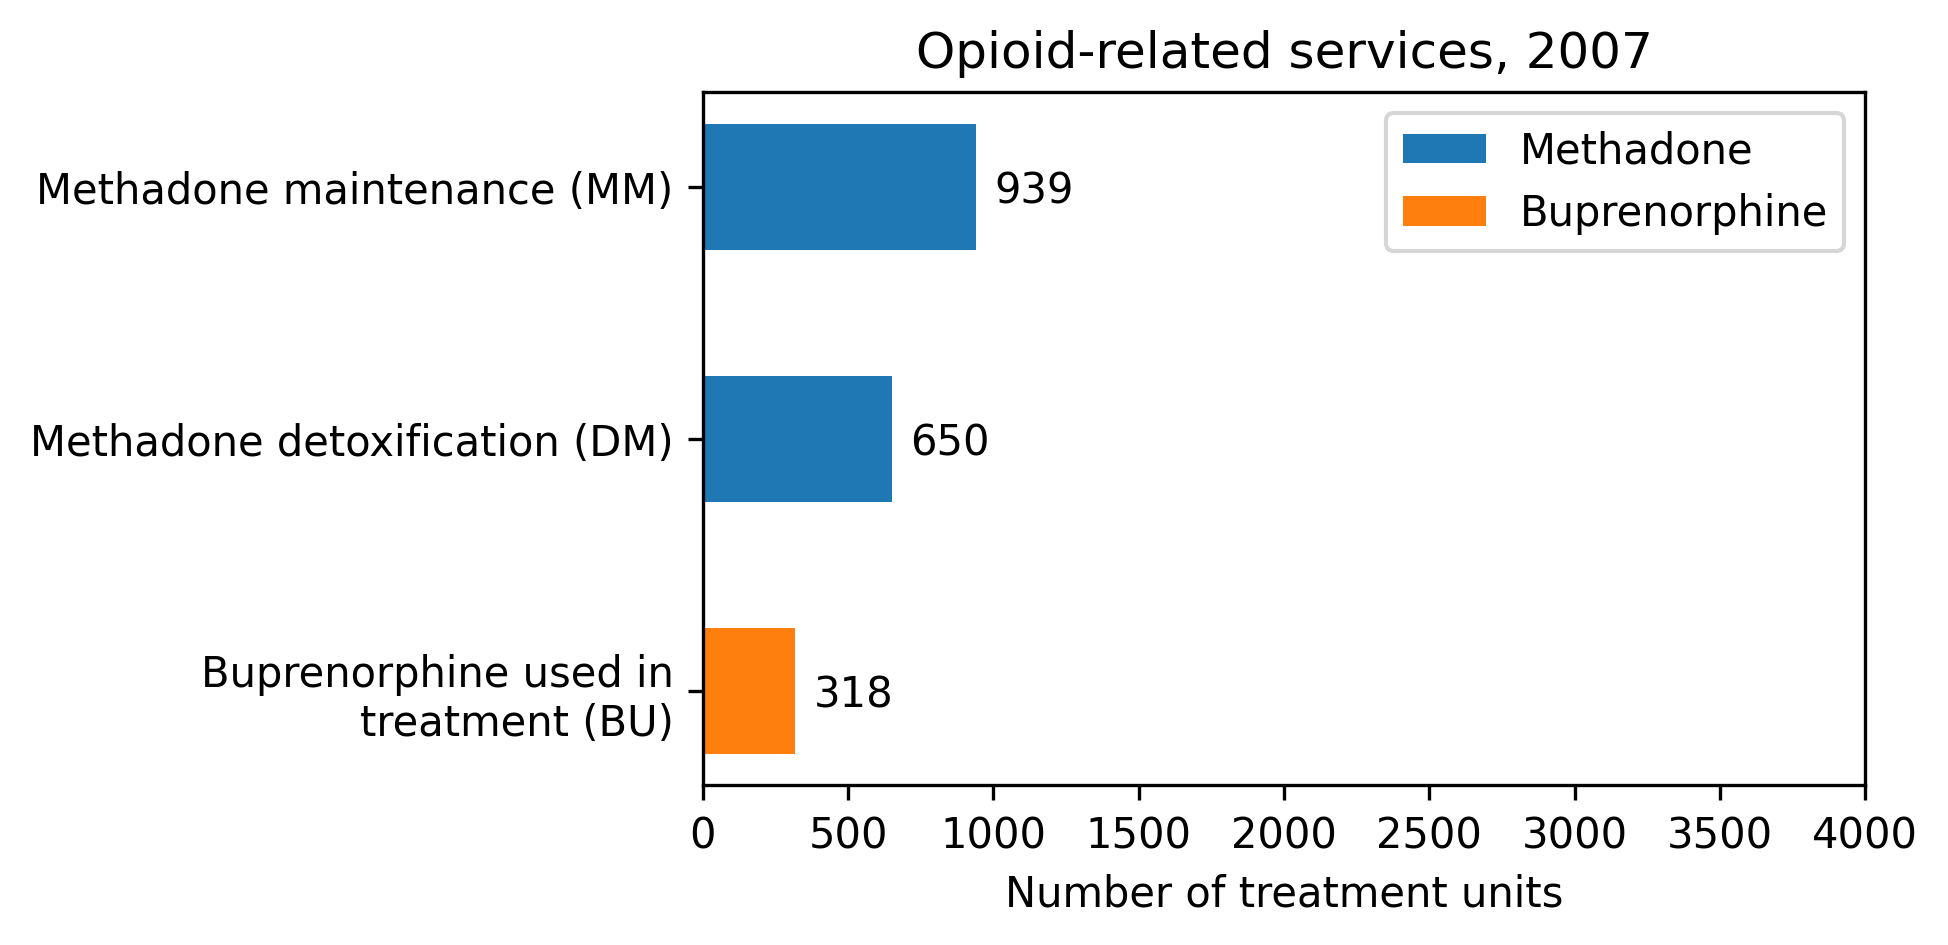 Opioid-related services, 2007
Methadone
Buprenorphine
Methadone maintenance (MM)
939
Methadone detoxification (DM)
650
Buprenorphine used in
treatment (BU)
318
0 500 1000 1500 2000 2500 3000 3500 4000
Number of treatment units